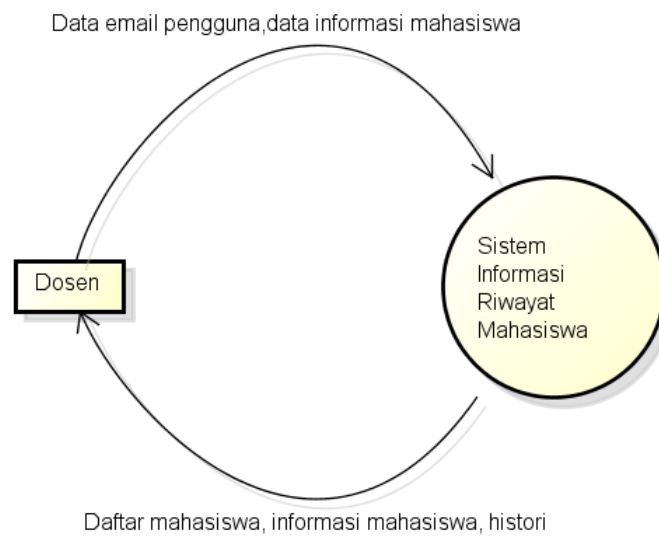 Data email pengguna,data informasi mahasiswa
Dosen
Sistem
Informasi
Riwayat
Mahasiswa
Daftar mahasiswa, informasi mahasiswa, histori